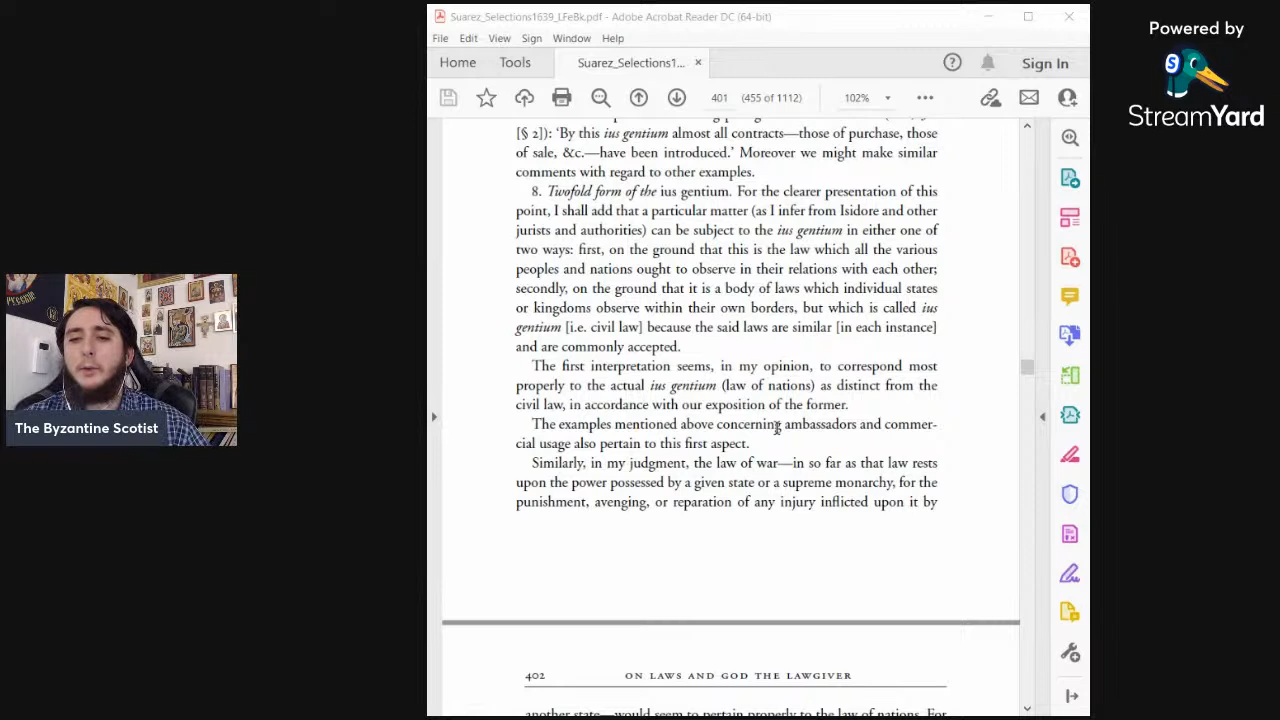 Suarez_Selections1639_LFeBk.pdf - Adobe Acrobat Reader DC (64-bit)
File Edit View Sign Window Help
Home Tools Suarez_Selections1... × Sign In
401 (455 of 1112) 102%
[§ 2]): ‘By this ius gentium almost all contracts—those of purchase, those
of sale, &c.—have been introduced.’ Moreover we might make similar
comments with regard to other examples.
8. Twofold form of the ius gentium. For the clearer presentation of this
point, I shall add that a particular matter (as I infer from Isidore and other
jurists and authorities) can be subject to the ius gentium in either one of
two ways: first, on the ground that this is the law which all the various
peoples and nations ought to observe in their relations with each other;
secondly, on the ground that it is a body of laws which individual states
or kingdoms observe within their own borders, but which is called ius
gentium [i.e. civil law] because the said laws are similar [in each instance]
and are commonly accepted.
The first interpretation seems, in my opinion, to correspond most
properly to the actual ius gentium (law of nations) as distinct from the
civil law, in accordance with our exposition of the former.
The examples mentioned above concerning ambassadors and commer-
cial usage also pertain to this first aspect.
Similarly, in my judgment, the law of war—in so far as that law rests
upon the power possessed by a given state or a supreme monarchy, for the
punishment, avenging, or reparation of any injury inflicted upon it by
402 ON LAWS AND GOD THE LAWGIVER
another state—would seem to pertain properly to the law of nations. For
The Byzantine Scotist
Powered by
S
StreamYard